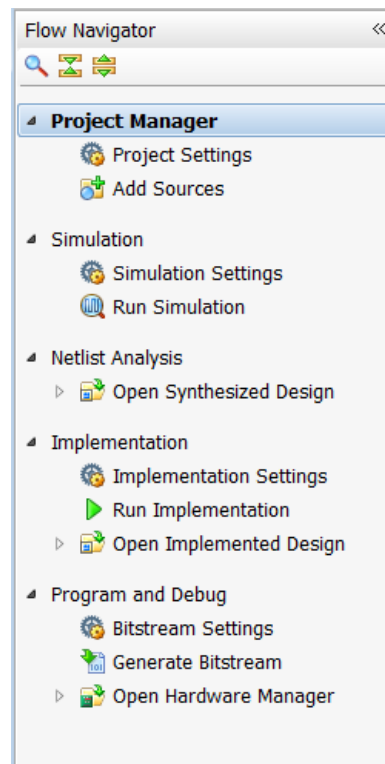 Flow Navigator
Project Manager
Project Settings
Add Sources
Simulation
Simulation Settings
Run Simulation
Netlist Analysis
Open Synthesized Design
Implementation
Implementation Settings
Run Implementation
Open Implemented Design
Program and Debug
Bitstream Settings
Generate Bitstream
Open Hardware Manager